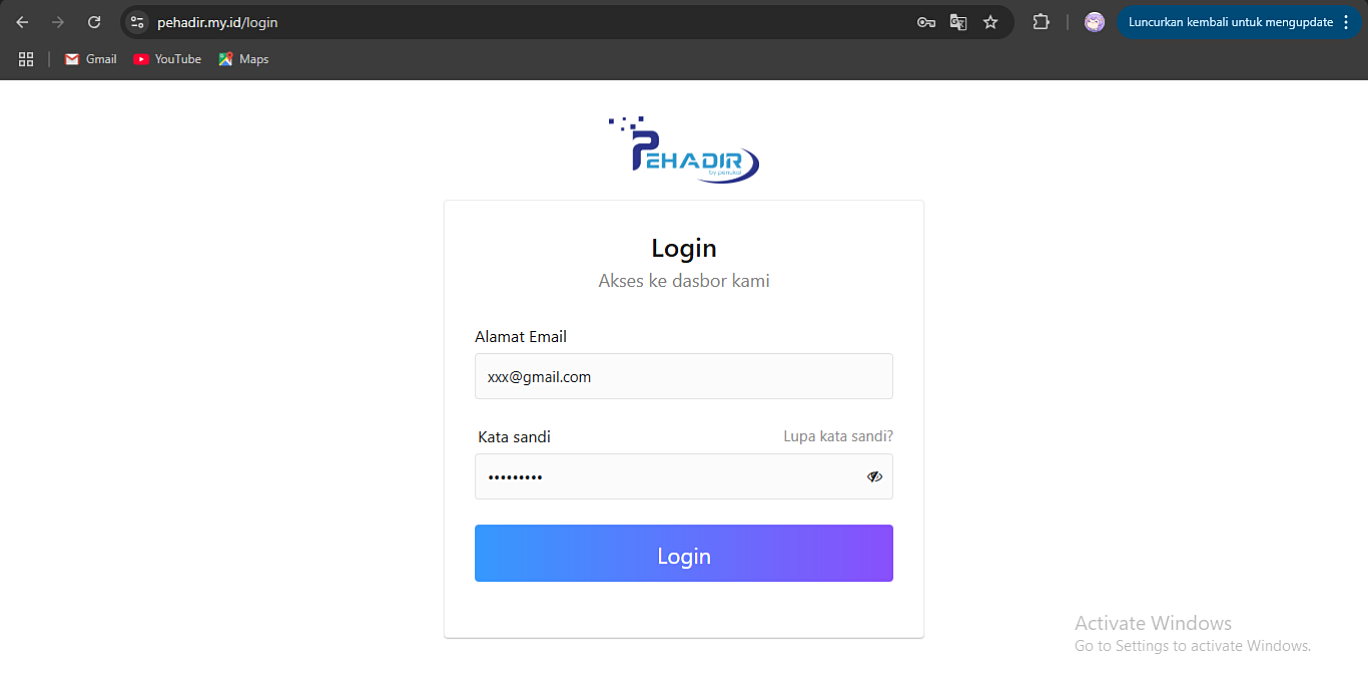 pehadir.my.id/login
Luncurkan kembali untuk mengupdate
Gmail YouTube Maps
PEHADIR
by penukal
Login
Akses ke dasbor kami
Alamat Email
xxx@gmail.com
Kata sandi Lupa kata sandi?
•••••••••
Login
Activate Windows
Go to Settings to activate Windows.